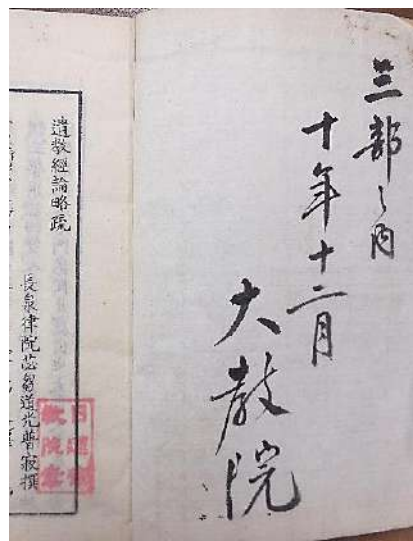 三部之内
十年十二月
大教院
遺教經論略疏
長泉律院苾蒭道光普寂撰